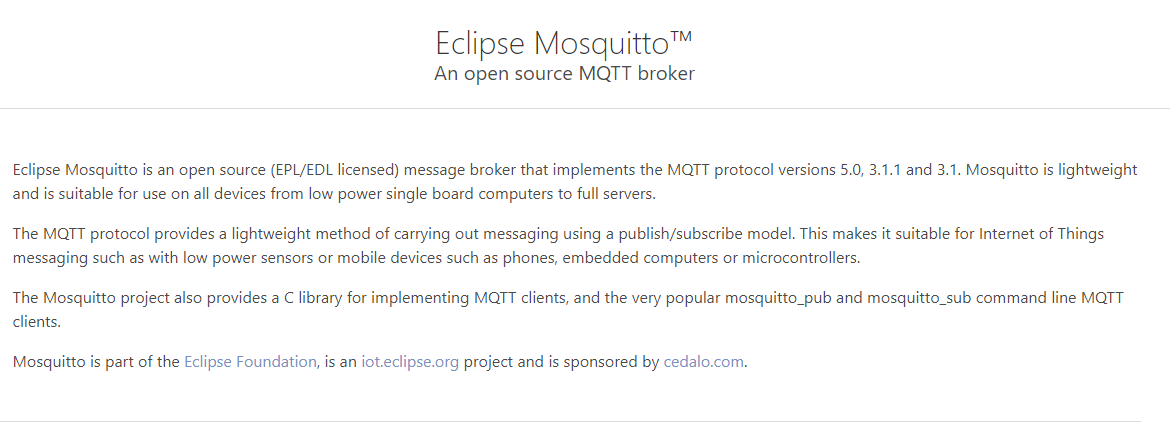 Eclipse Mosquitto™
An open source MQTT broker
Eclipse Mosquitto is an open source (EPL/EDL licensed) message broker that implements the MQTT protocol versions 5.0, 3.1.1 and 3.1. Mosquitto is lightweight
and is suitable for use on all devices from low power single board computers to full servers.
The MQTT protocol provides a lightweight method of carrying out messaging using a publish/subscribe model. This makes it suitable for Internet of Things
messaging such as with low power sensors or mobile devices such as phones, embedded computers or microcontrollers.
The Mosquitto project also provides a C library for implementing MQTT clients, and the very popular mosquitto_pub and mosquitto_sub command line MQTT
clients.
Mosquitto is part of the Eclipse Foundation, is an iot.eclipse.org project and is sponsored by cedalo.com.